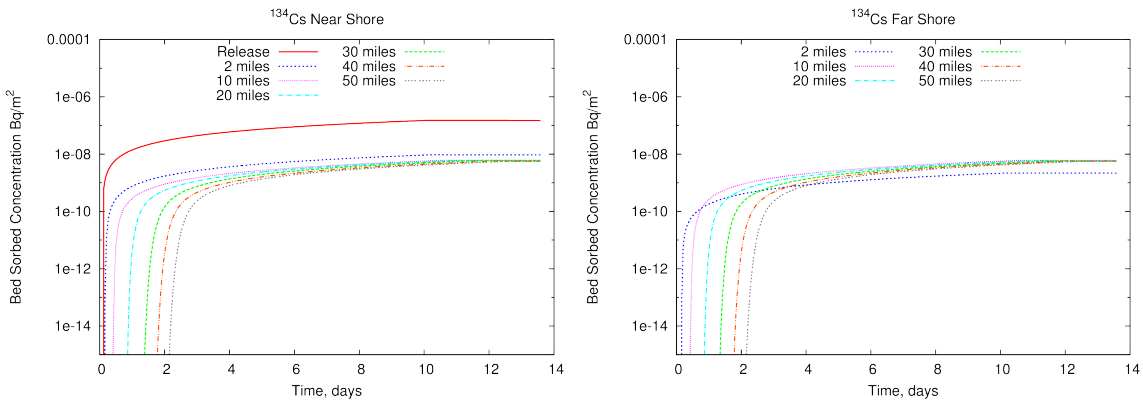 ¹³⁴Cs Near Shore
Bed Sorbed Concentration Bq/m²
0.0001
1e-06
1e-08
1e-10
1e-12
1e-14
Release
2 miles
10 miles
20 miles
30 miles
40 miles
50 miles
0 2 4 6 8 10 12 14
Time, days
¹³⁴Cs Far Shore
Bed Sorbed Concentration Bq/m²
0.0001
1e-06
1e-08
1e-10
1e-12
1e-14
2 miles
10 miles
20 miles
30 miles
40 miles
50 miles
0 2 4 6 8 10 12 14
Time, days